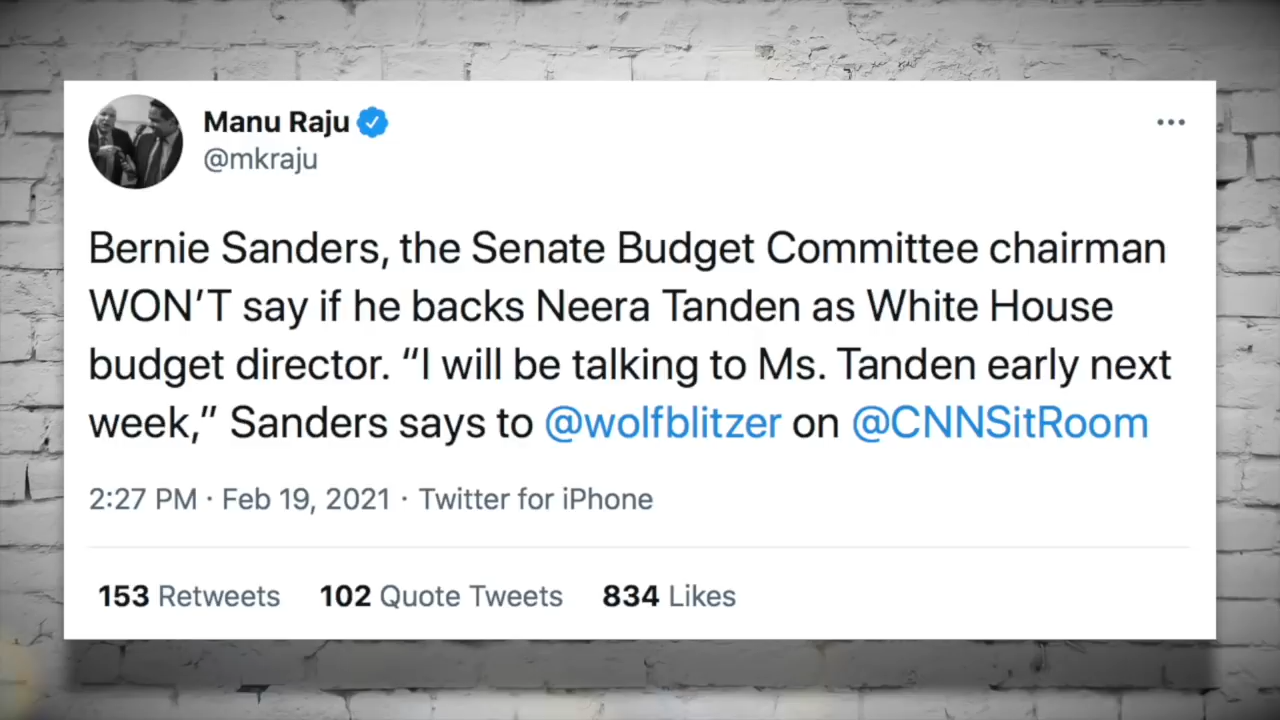 Manu Raju
@mkraju
Bernie Sanders, the Senate Budget Committee chairman
WON’T say if he backs Neera Tanden as White House
budget director. “I will be talking to Ms. Tanden early next
week,” Sanders says to @wolfblitzer on @CNNSitRoom
2:27 PM · Feb 19, 2021 · Twitter for iPhone
153 Retweets 102 Quote Tweets 834 Likes